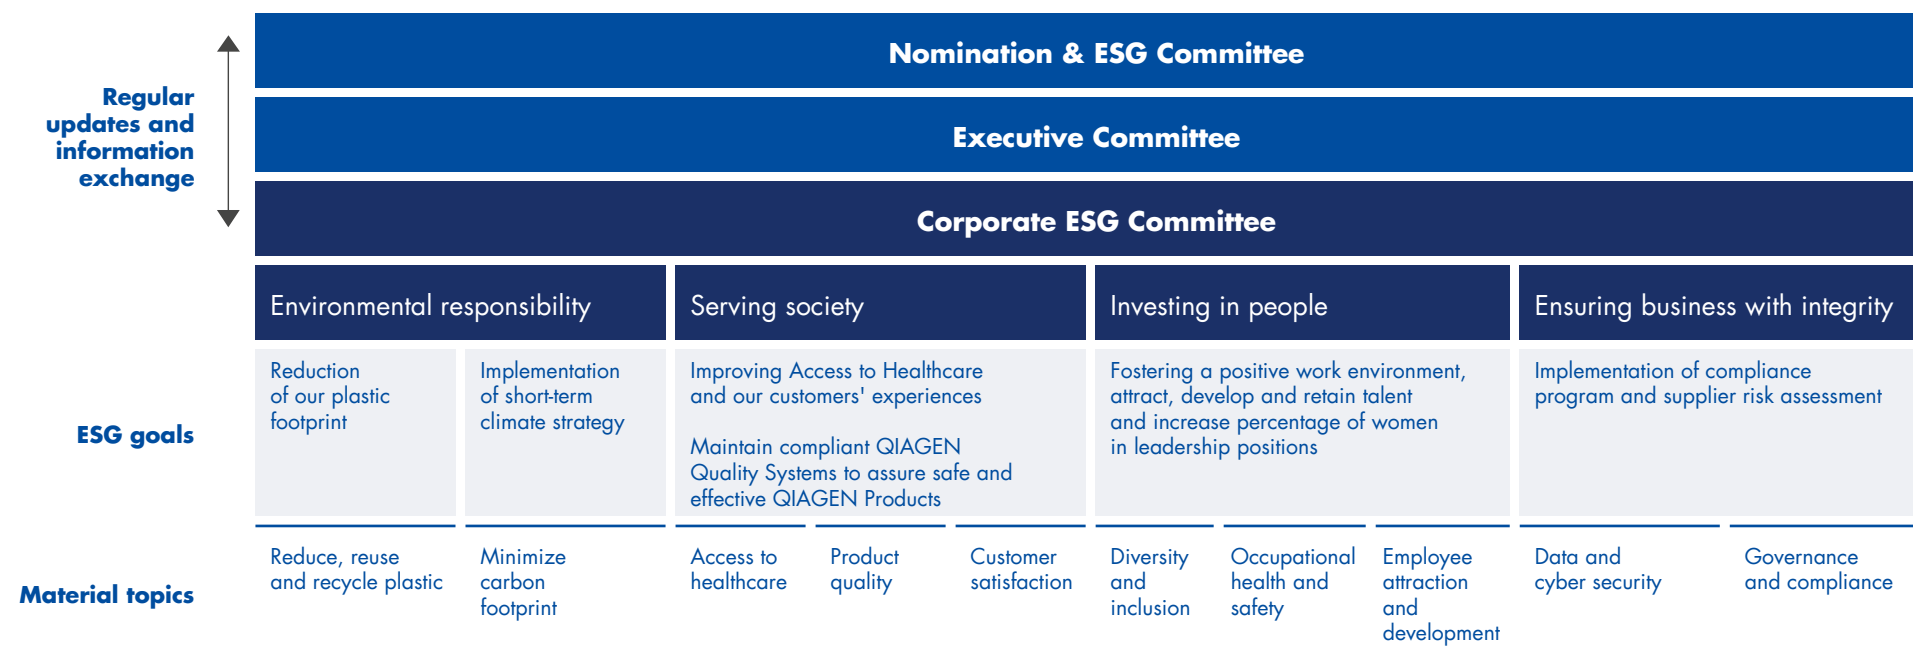 Regular
updates and
information
exchange
Nomination & ESG Committee
Executive Committee
Corporate ESG Committee
Environmental responsibility
Serving society
Investing in people
Ensuring business with integrity
ESG goals
Reduction
of our plastic
footprint
Implementation
of short-term
climate strategy
Improving Access to Healthcare
and our customers' experiences
Maintain compliant QIAGEN
Quality Systems to assure safe and
effective QIAGEN Products
Fostering a positive work environment,
attract, develop and retain talent
and increase percentage of women
in leadership positions
Implementation of compliance
program and supplier risk assessment
Material topics
Reduce, reuse
and recycle plastic
Minimize
carbon
footprint
Access to
healthcare
Product
quality
Customer
satisfaction
Diversity
and
inclusion
Occupational
health and
safety
Employee
attraction
and
development
Data and
cyber security
Governance
and compliance